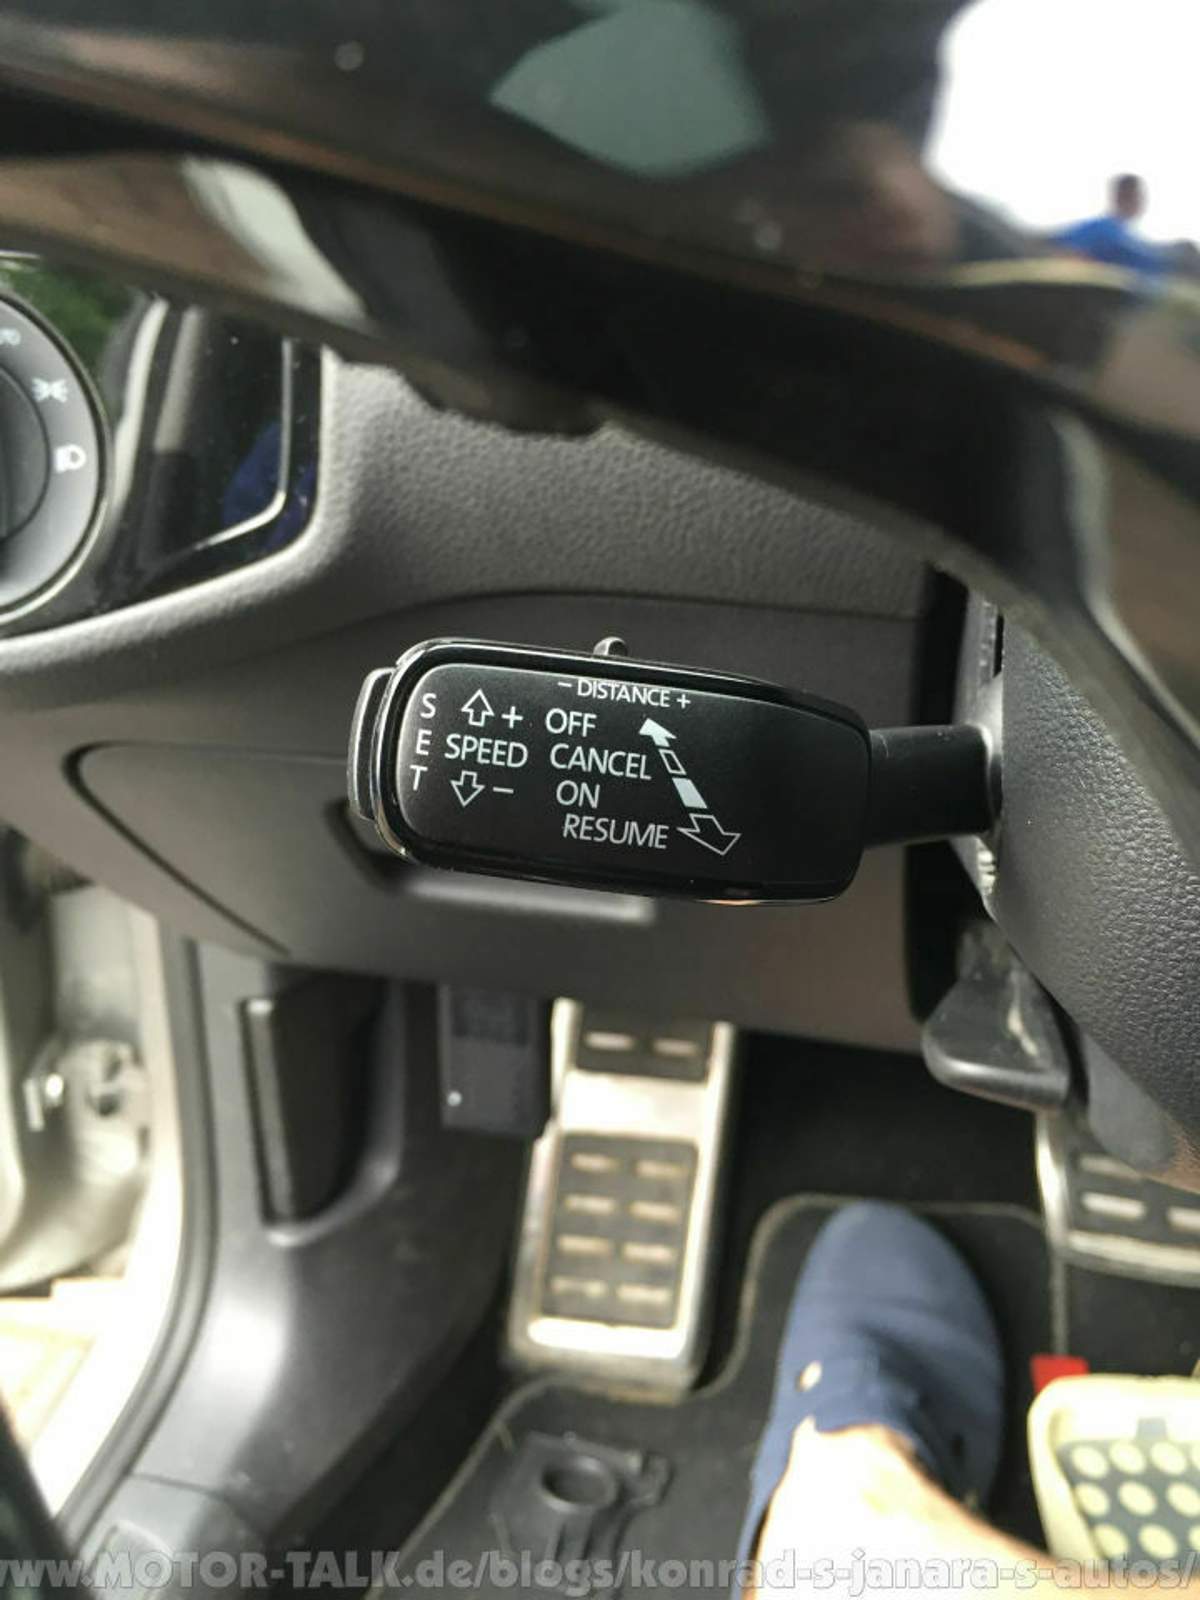 − DISTANCE +
S
E
T
+
SPEED
−
OFF
CANCEL
ON
RESUME
www.MOTOR-TALK.de/blogs/konrad-s-janara-s-autos/